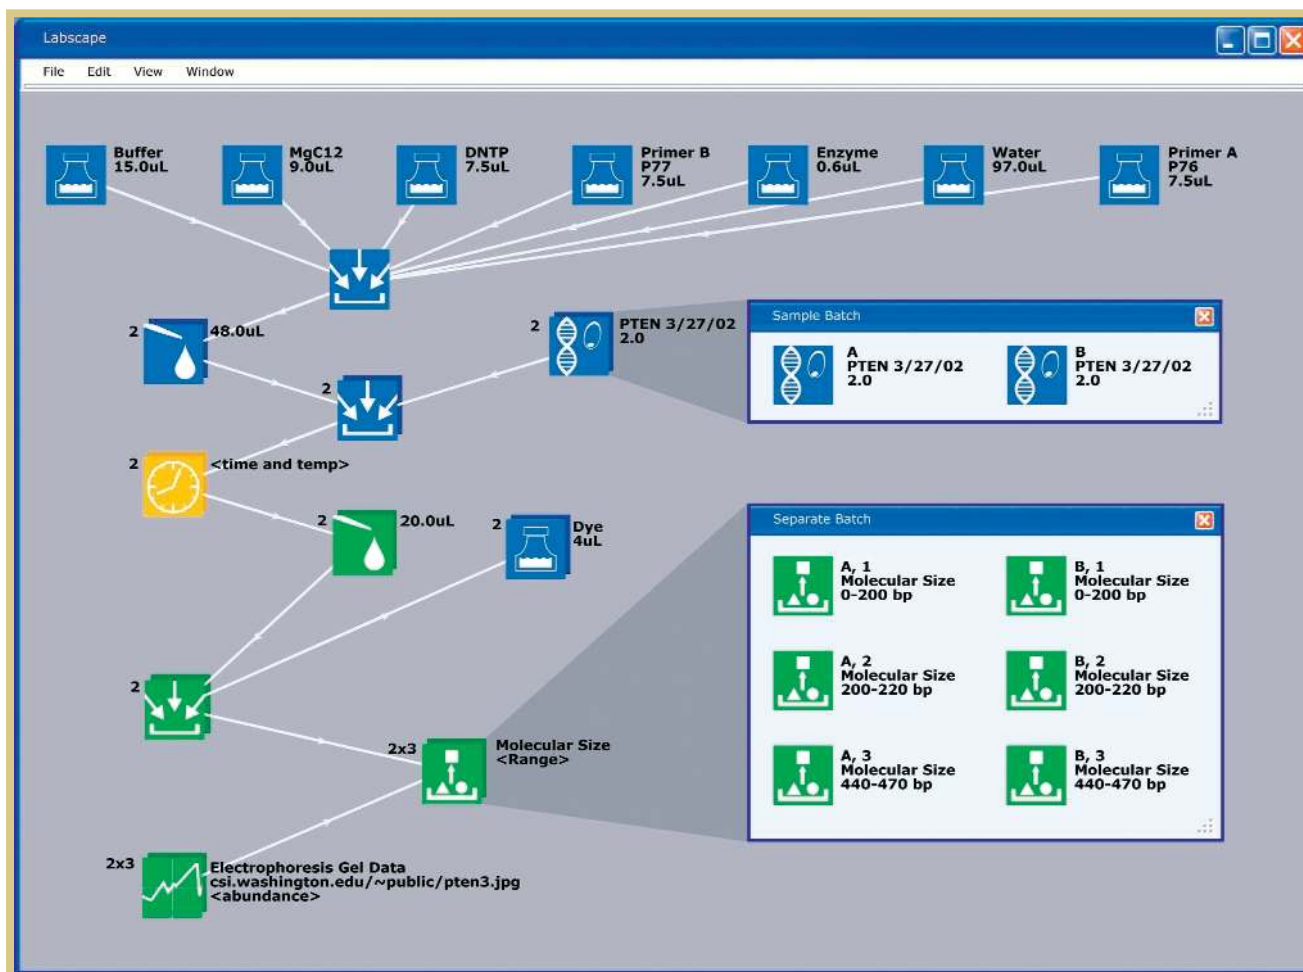 Labscape
File Edit View Window
Buffer
15.0uL
MgC12
9.0uL
DNTP
7.5uL
Primer B
P77
7.5uL
Enzyme
0.6uL
Water
97.0uL
Primer A
P76
7.5uL
2
48.0uL
2
PTEN 3/27/02
2.0
Sample Batch
A
PTEN 3/27/02
2.0
B
PTEN 3/27/02
2.0
2
2
<time and temp>
2
20.0uL
2
Dye
4uL
Separate Batch
A, 1
Molecular Size
0-200 bp
B, 1
Molecular Size
0-200 bp
A, 2
Molecular Size
200-220 bp
B, 2
Molecular Size
200-220 bp
A, 3
Molecular Size
440-470 bp
B, 3
Molecular Size
440-470 bp
2
2x3
Molecular Size
<Range>
2x3
Electrophoresis Gel Data
csi.washington.edu/~public/pten3.jpg
<abundance>